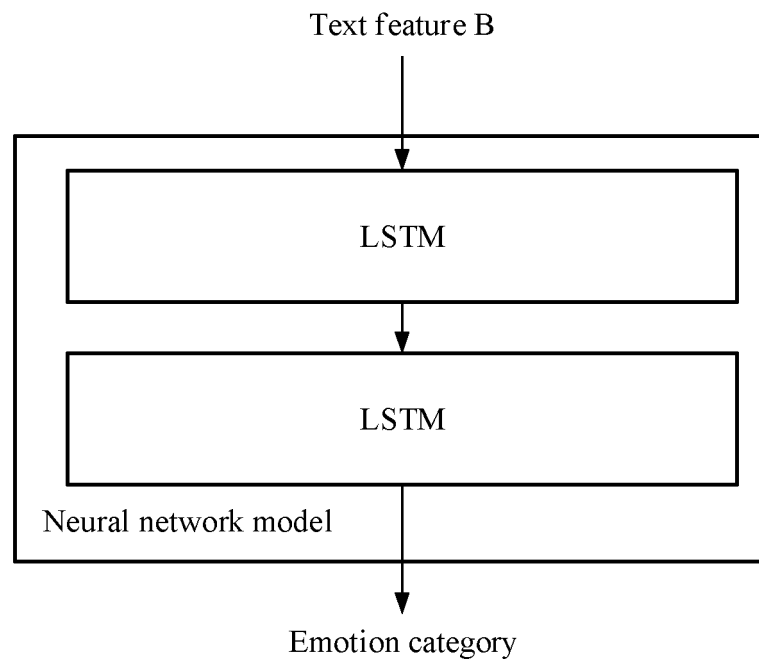 Text feature B
LSTM
LSTM
Neural network model
Emotion category